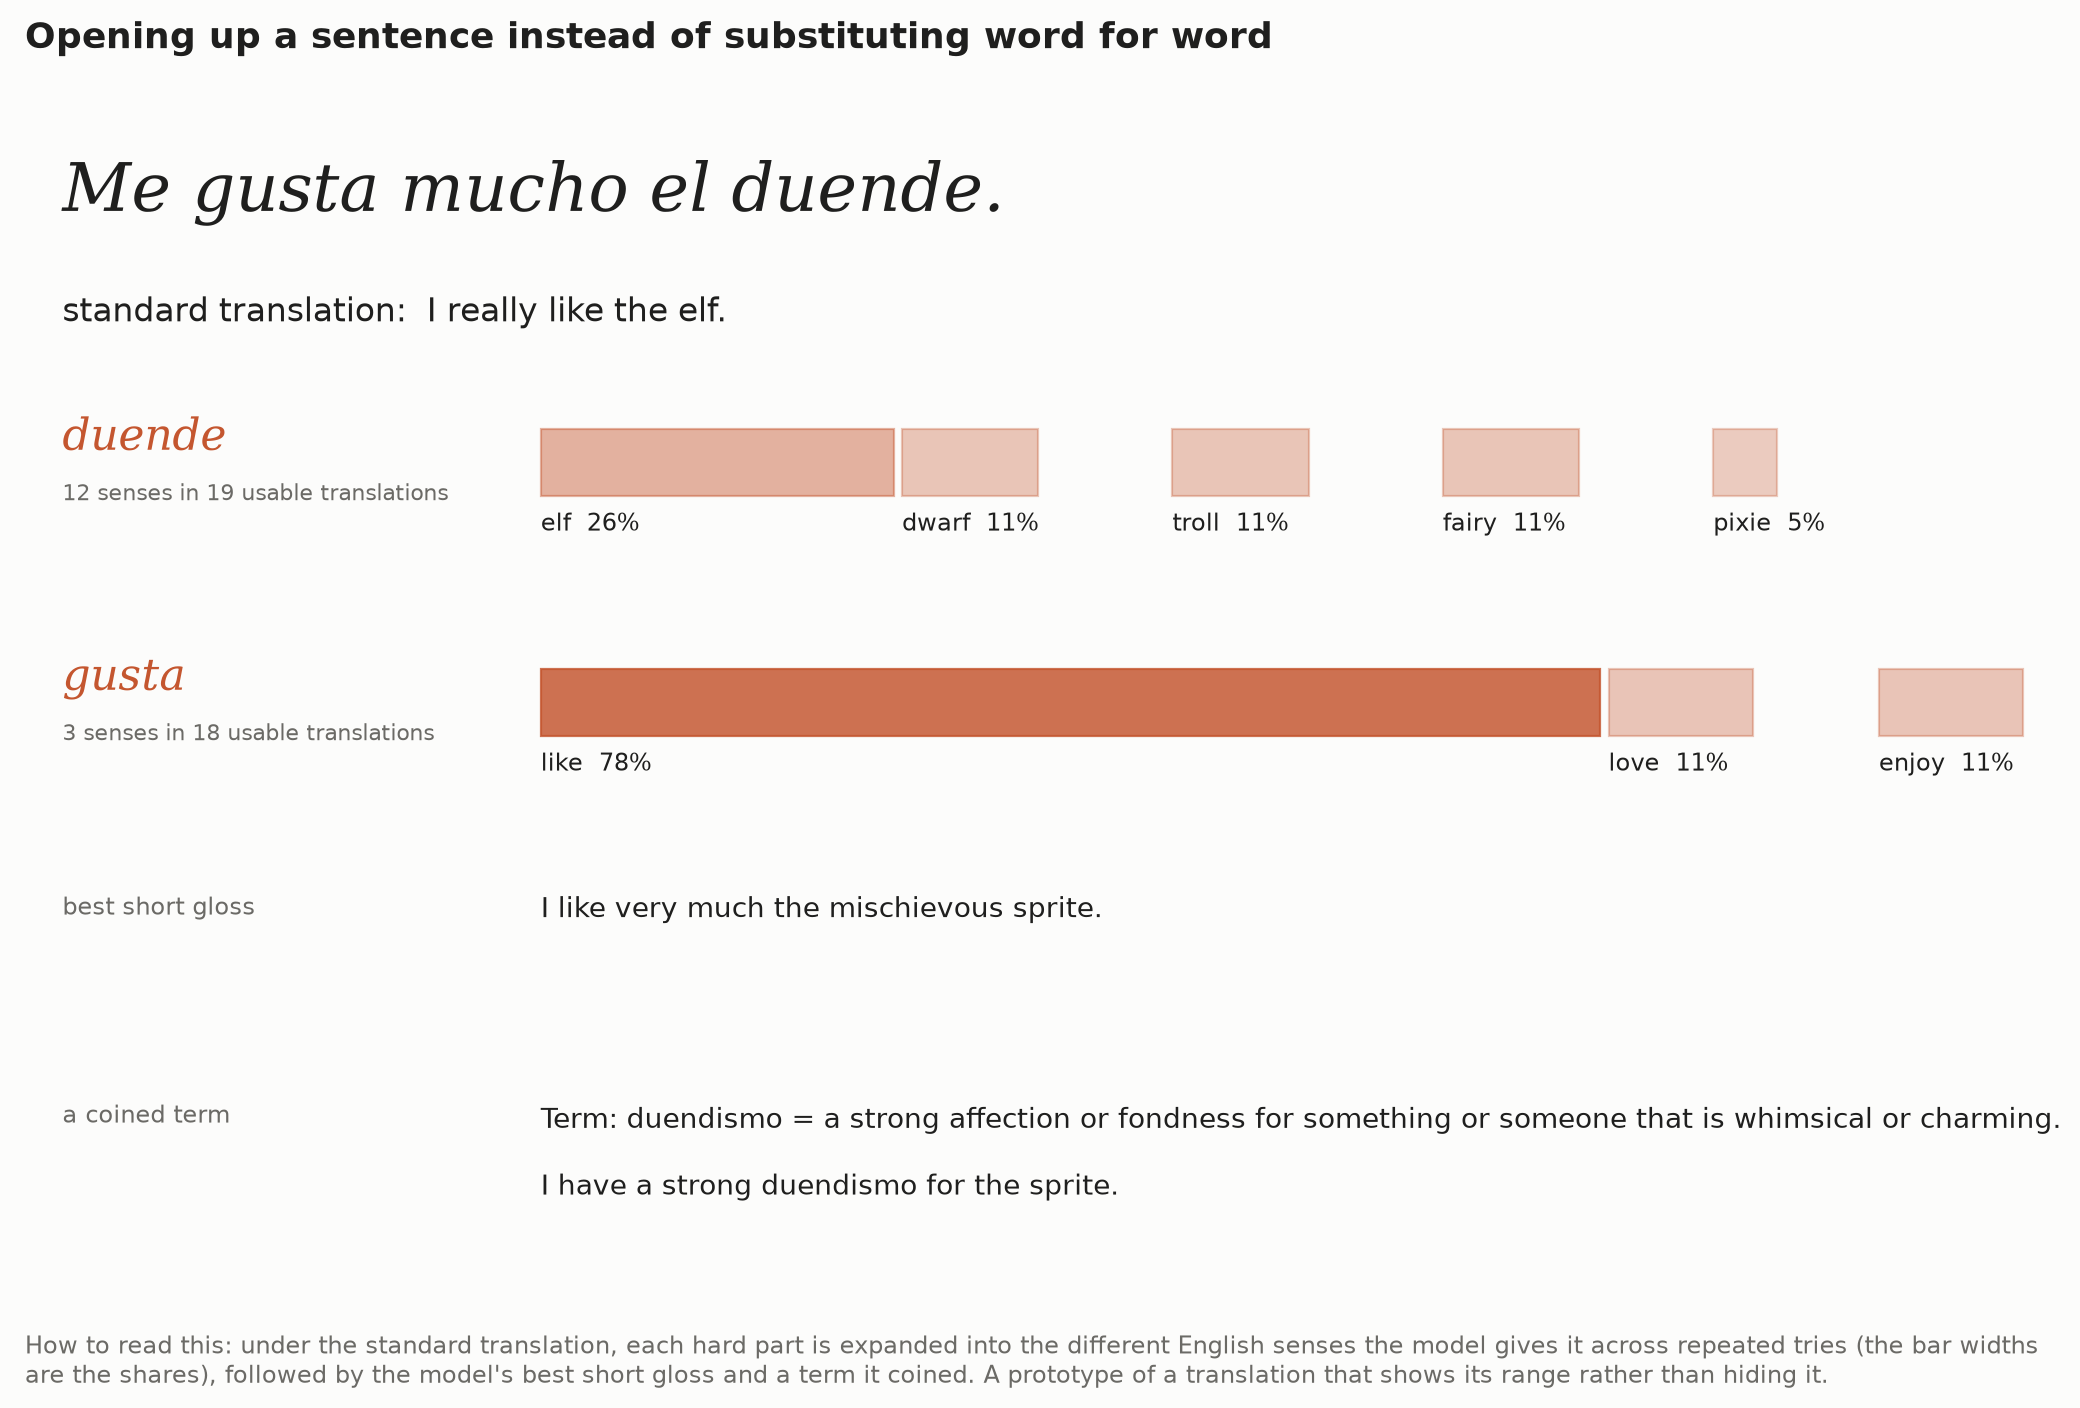 Opening up a sentence instead of substituting word for word
Me gusta mucho el duende.
standard translation: I really like the elf.
duende
12 senses in 19 usable translations
elf 26%
dwarf 11%
troll 11%
fairy 11%
pixie 5%
gusta
3 senses in 18 usable translations
like 78%
love 11%
enjoy 11%
best short gloss
I like very much the mischievous sprite.
a coined term
Term: duendismo = a strong affection or fondness for something or someone that is whimsical or charming.
I have a strong duendismo for the sprite.
How to read this: under the standard translation, each hard part is expanded into the different English senses the model gives it across repeated tries (the bar widths
are the shares), followed by the model's best short gloss and a term it coined. A prototype of a translation that shows its range rather than hiding it.